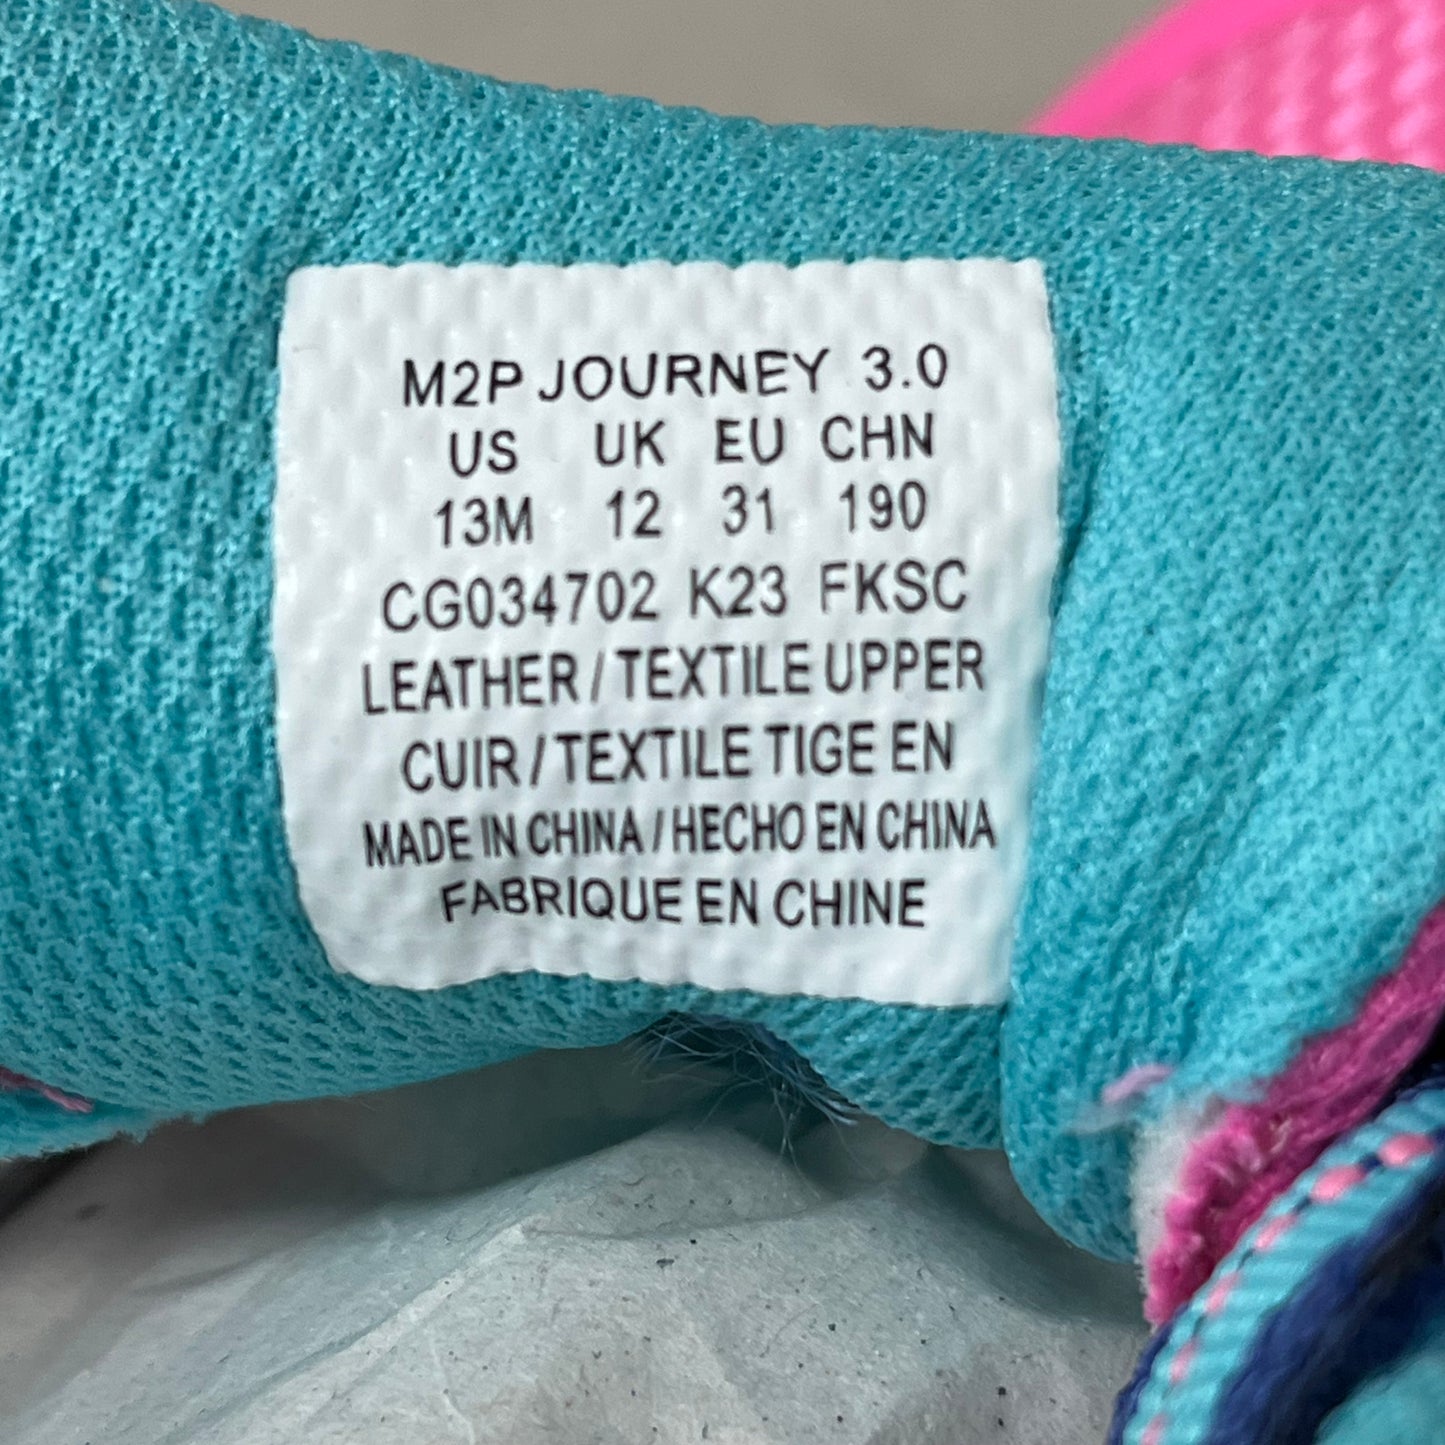 M2P JOURNEY 3.0
US UK EU CHN
13M 12 31 190
CG034702 K23 FKSC
LEATHER / TEXTILE UPPER
CUIR / TEXTILE TIGE EN
MADE IN CHINA / HECHO EN CHINA
FABRIQUE EN CHINE